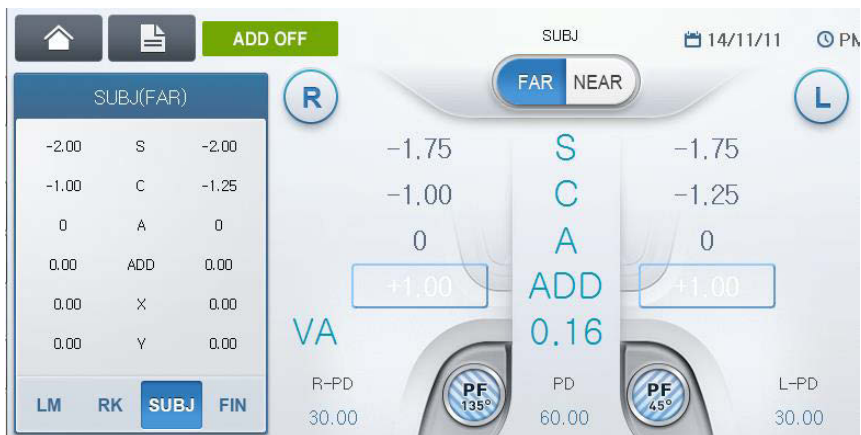 ADD OFF
SUBJ
14/11/11
PM
SUBJ(FAR)
R
FAR NEAR
L
-2.00 S -2.00
-1.00 C -1.25
0 A 0
0.00 ADD 0.00
0.00 X 0.00
0.00 Y 0.00
LM RK SUBJ FIN
-1.75 S -1.75
-1.00 C -1.25
0 A 0
+1.00 ADD +1.00
VA 0.16
R-PD PF 135° PD PF 45° L-PD
30.00 60.00 30.00